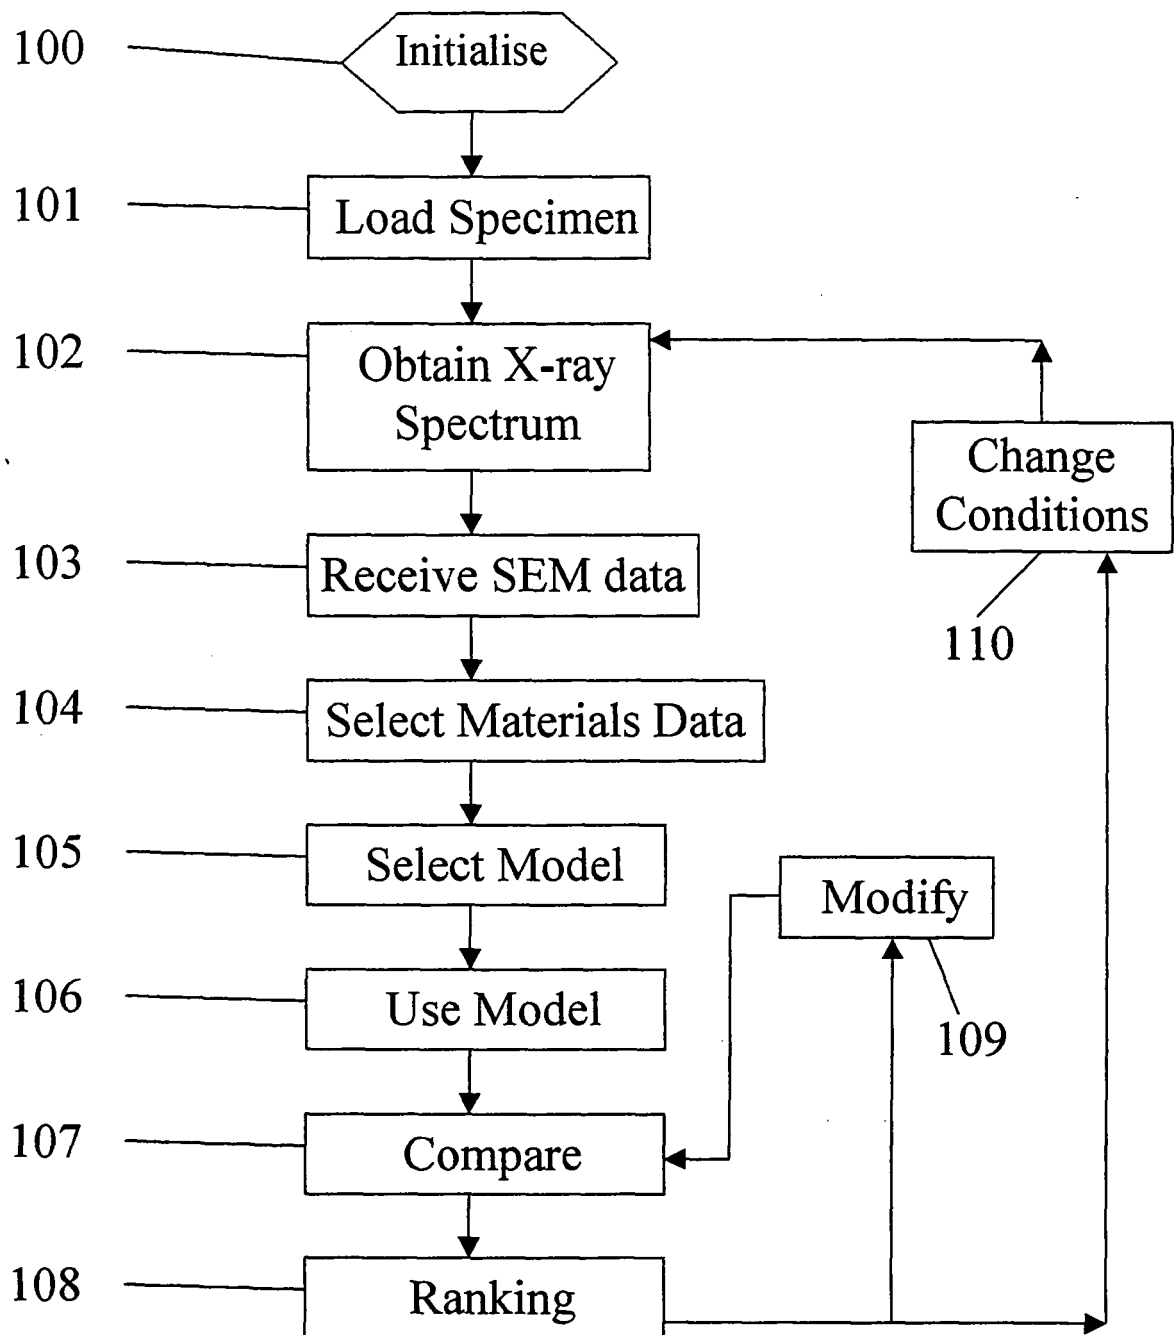 100
Initialise
101
Load Specimen
102
Obtain X-ray
Spectrum
Change
Conditions
103
Receive SEM data
110
104
Select Materials Data
105
Select Model
Modify
106
Use Model
109
107
Compare
108
Ranking